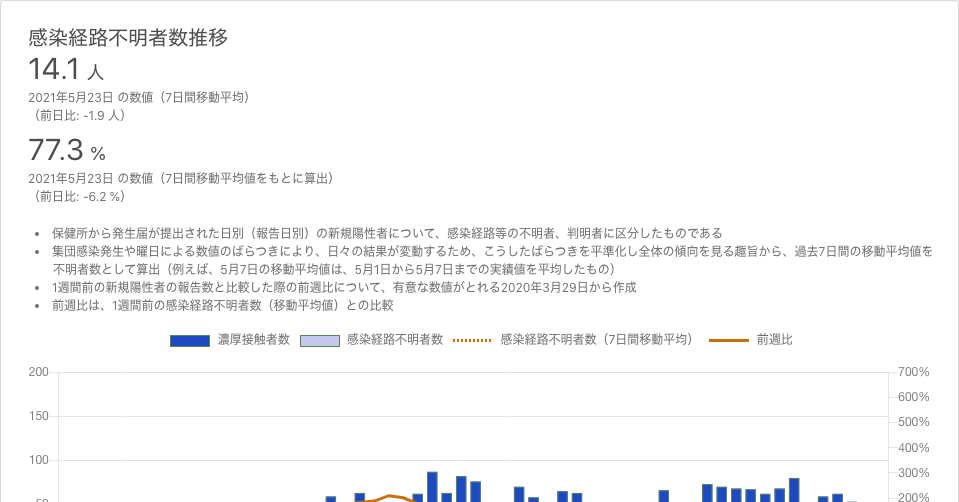 感染経路不明者数推移
14.1 人
2021年5月23日 の数値（7日間移動平均）
（前日比: -1.9 人）
77.3 %
2021年5月23日 の数値（7日間移動平均値をもとに算出）
（前日比: -6.2 %）
• 保健所から発生届が提出された日別（報告日別）の新規陽性者について、感染経路等の不明者、判明者に区分したものである
• 集団感染発生や曜日による数値のばらつきにより、日々の結果が変動するため、こうしたばらつきを平準化し全体の傾向を見る趣旨から、過去7日間の移動平均値を
不明者数として算出（例えば、5月7日の移動平均値は、5月1日から5月7日までの実績値を平均したもの）
• 1週間前の新規陽性者の報告数と比較した際の前週比について、有意な数値がとれる2020年3月29日から作成
• 前週比は、1週間前の感染経路不明者数（移動平均値）との比較
濃厚接触者数 感染経路不明者数 感染経路不明者数（7日間移動平均） 前週比
200 700%
600%
150 500%
400%
100 300%
50 200%